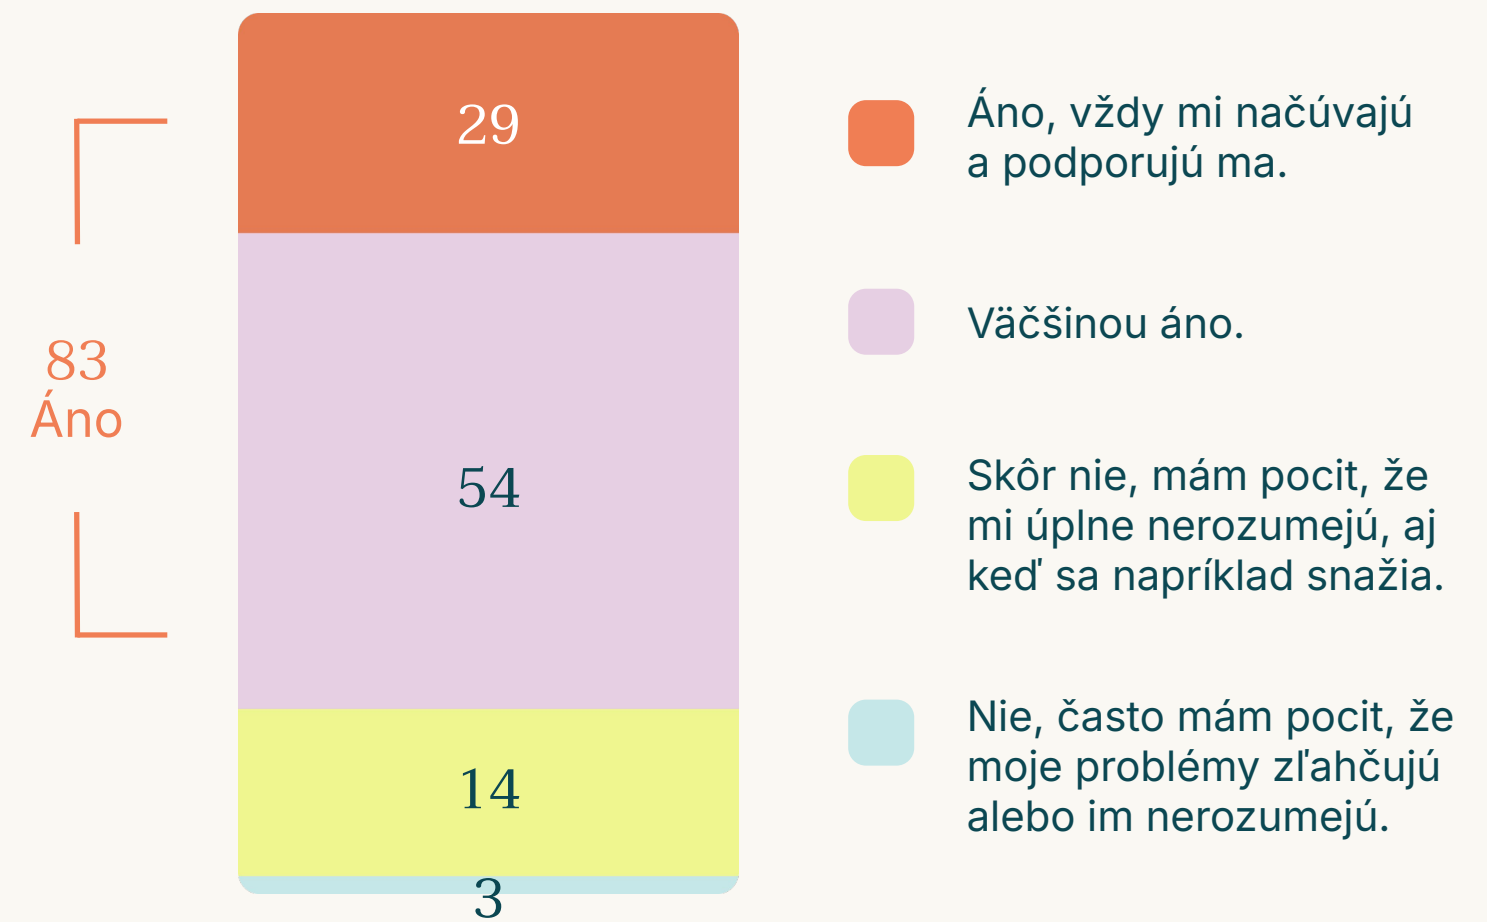 83
Áno
29
54
14
3
Áno, vždy mi načúvajú
a podporujú ma.
Väčšinou áno.
Skôr nie, mám pocit, že
mi úplne nerozumejú, aj
keď sa napríklad snažia.
Nie, často mám pocit, že
moje problémy zľahčujú
alebo im nerozumejú.